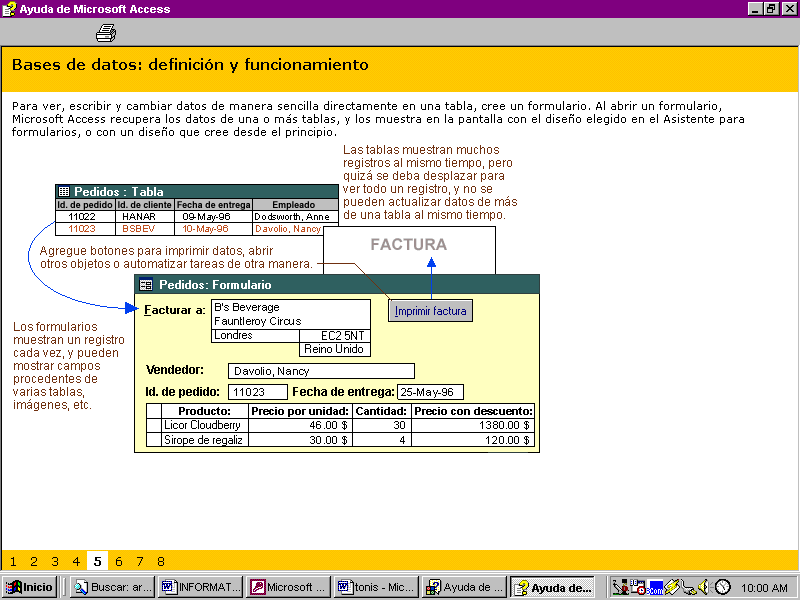 Ayuda de Microsoft Access
Bases de datos: definición y funcionamiento
Para ver, escribir y cambiar datos de manera sencilla directamente en una tabla, cree un formulario. Al abrir un formulario,
Microsoft Access recupera los datos de una o más tablas, y los muestra en la pantalla con el diseño elegido en el Asistente para
formularios, o con un diseño que cree desde el principio.
Las tablas muestran muchos
registros al mismo tiempo, pero
quizá se deba desplazar para
ver todo un registro, y no se
pueden actualizar datos de más
de una tabla al mismo tiempo.
Pedidos : Tabla
Id. de pedido Id. de cliente Fecha de entrega Empleado
11022 HANAR 09-May-96 Dodsworth, Anne
11023 BSBEV 10-May-96 Davolio, Nancy
FACTURA
Agregue botones para imprimir datos, abrir
otros objetos o automatizar tareas de otra manera.
Pedidos: Formulario
Facturar a: B's Beverage
Fauntleroy Circus
Londres EC2 5NT
Reino Unido
Imprimir factura
Los formularios
muestran un registro
cada vez, y pueden
mostrar campos
procedentes de
varias tablas,
imágenes, etc.
Vendedor: Davolio, Nancy
Id. de pedido: 11023 Fecha de entrega: 25-May-96
Producto: Precio por unidad: Cantidad: Precio con descuento:
Licor Cloudberry 46.00 $ 30 1380.00 $
Sirope de regaliz 30.00 $ 4 120.00 $
1 2 3 4 5 6 7 8
Inicio Buscar: ar... INFORMAT... Microsoft ... tonis - Mic... Ayuda de ... Ayuda de... 10:00 AM